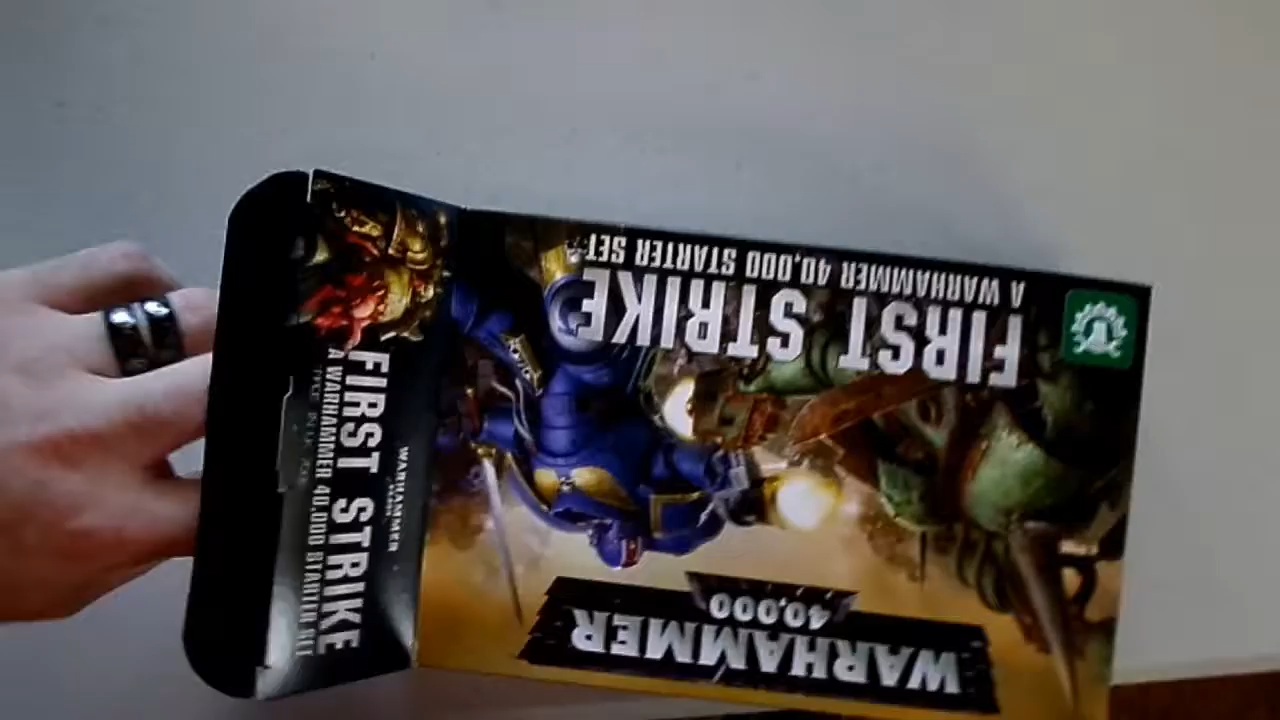 WARHAMMER
40,000
FIRST STRIKE
A WARHAMMER 40,000 STARTER SET
WARHAMMER
FIRST STRIKE
A WARHAMMER 40,000 STARTER SET